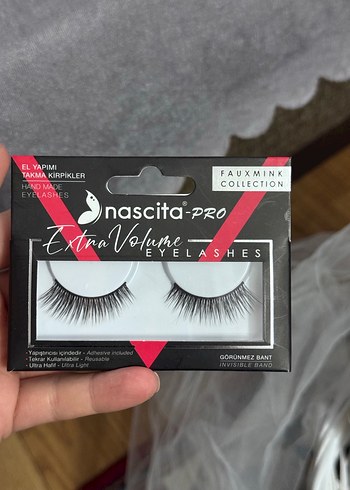 EL YAPIMI
TAKMA KİRPİKLER
HAND MADE
EYELASHES
FAUXMINK
COLLECTION
nascita®-PRO
Extra Volume
EYELASHES
- Yapıştırıcısı içindedir - Adhesive included
- Tekrar Kullanılabilir - Reusable
- Ultra Hafif - Ultra Light
GÖRÜNMEZ BANT
INVISIBLE BAND